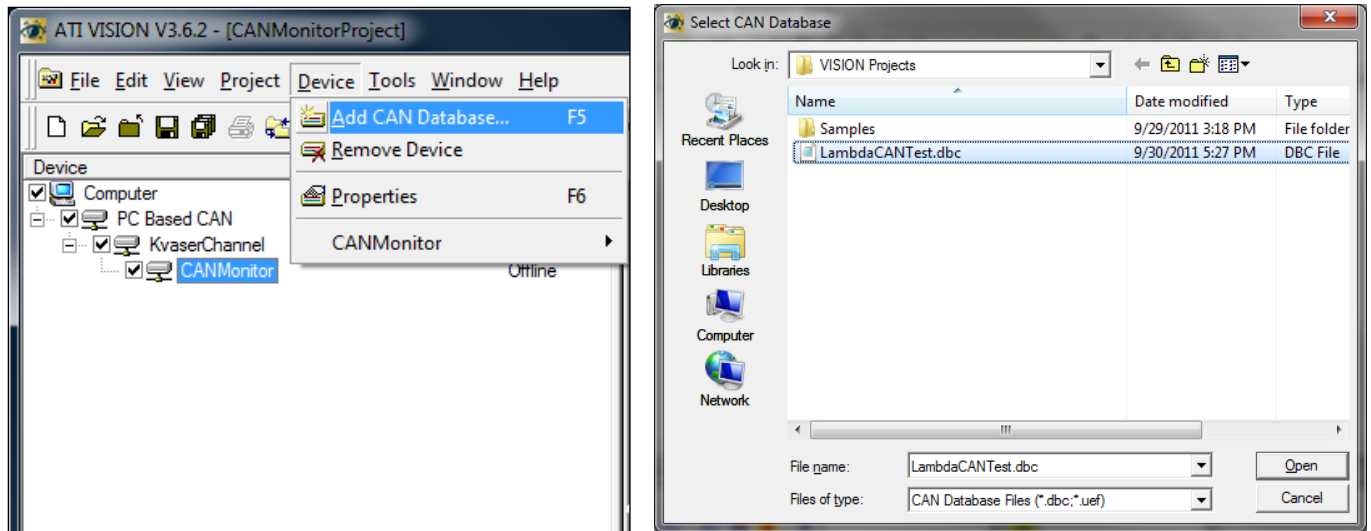 ATI VISION V3.6.2 - [CANMonitorProject]
File Edit View Project Device Tools Window Help
Add CAN Database... F5
Remove Device
Properties F6
CANMonitor
Device
Computer
PC Based CAN
KvaserChannel
CANMonitor Offline
Select CAN Database
Look in: VISION Projects
Name Date modified Type
Samples 9/29/2011 3:18 PM File folder
LambdaCANTest.dbc 9/30/2011 5:27 PM DBC File
Recent Places
Desktop
Libraries
Computer
Network
File name: LambdaCANTest.dbc Open
Files of type: CAN Database Files (*.dbc;*.uef) Cancel